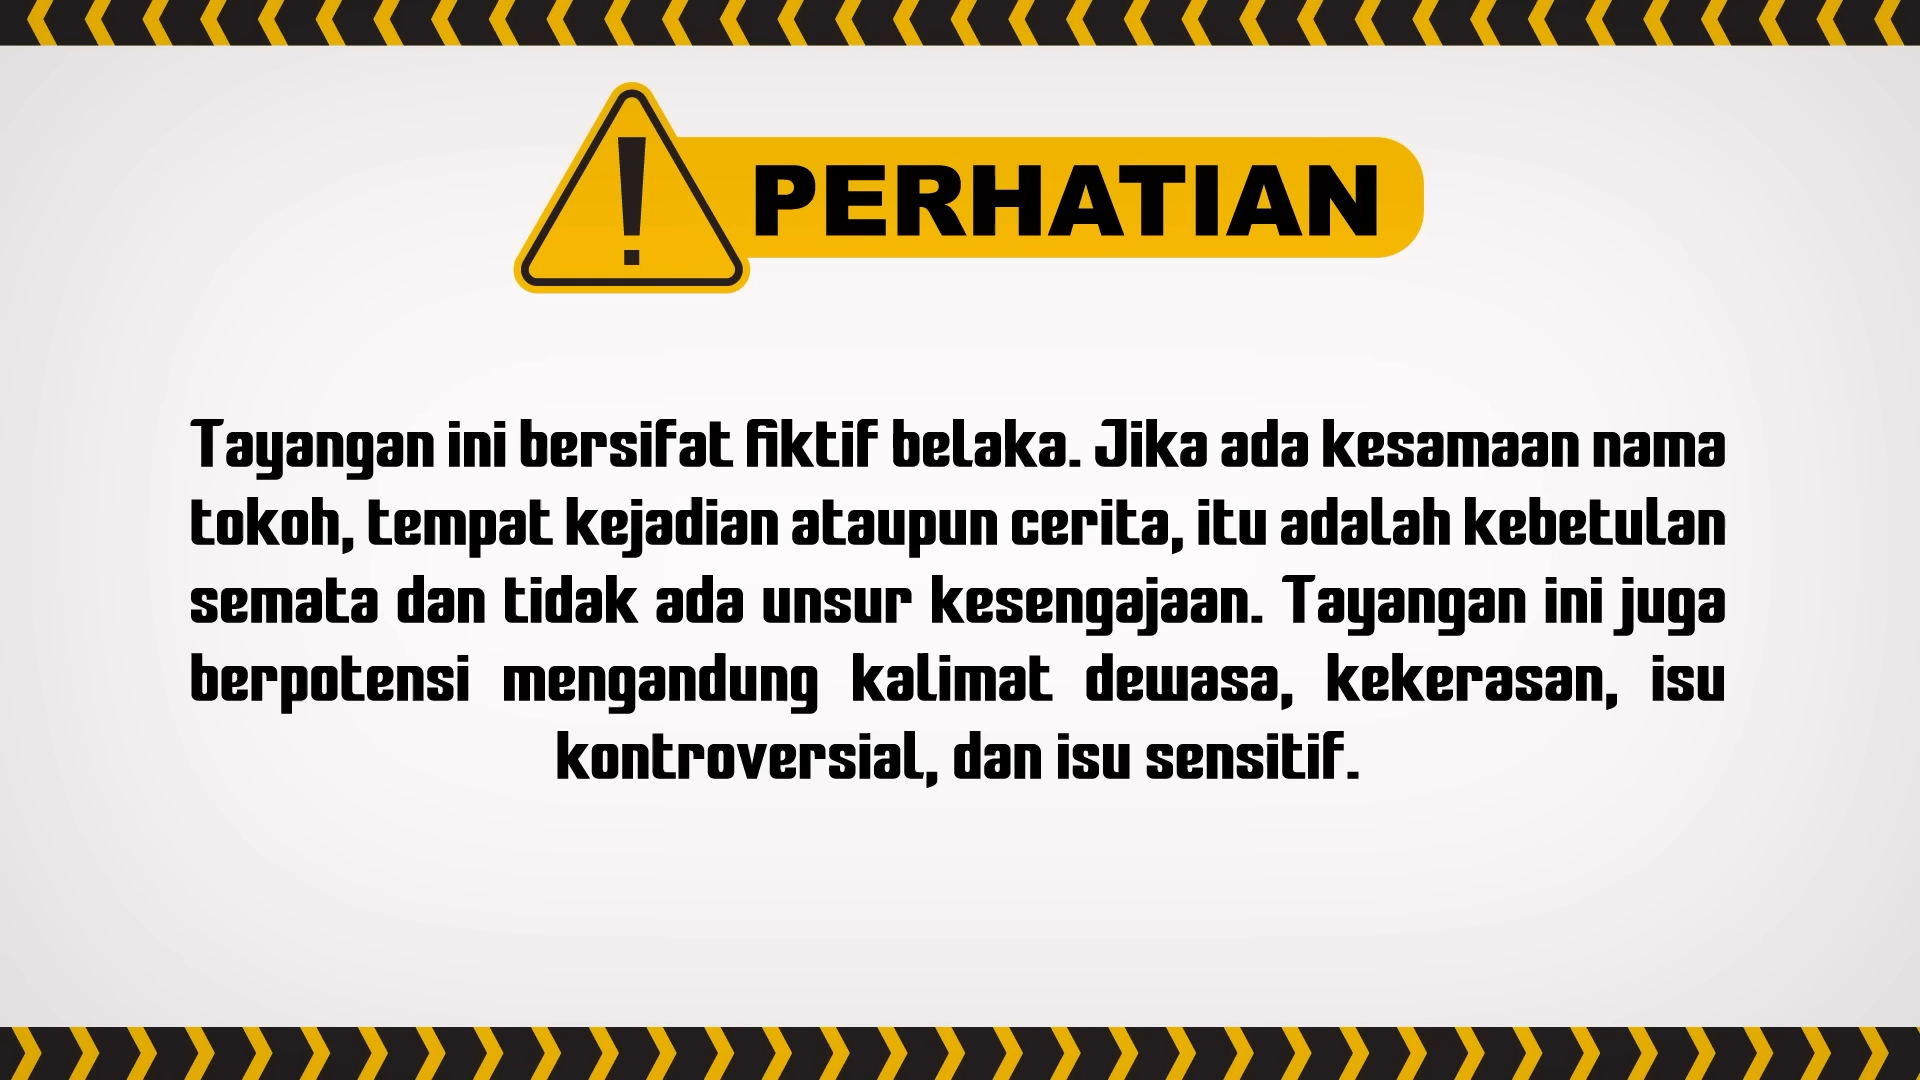 PERHATIAN
Tayangan ini bersifat fiktif belaka. Jika ada kesamaan nama
tokoh, tempat kejadian ataupun cerita, itu adalah kebetulan
semata dan tidak ada unsur kesengajaan. Tayangan ini juga
berpotensi mengandung kalimat dewasa, kekerasan, isu
kontroversial, dan isu sensitif.